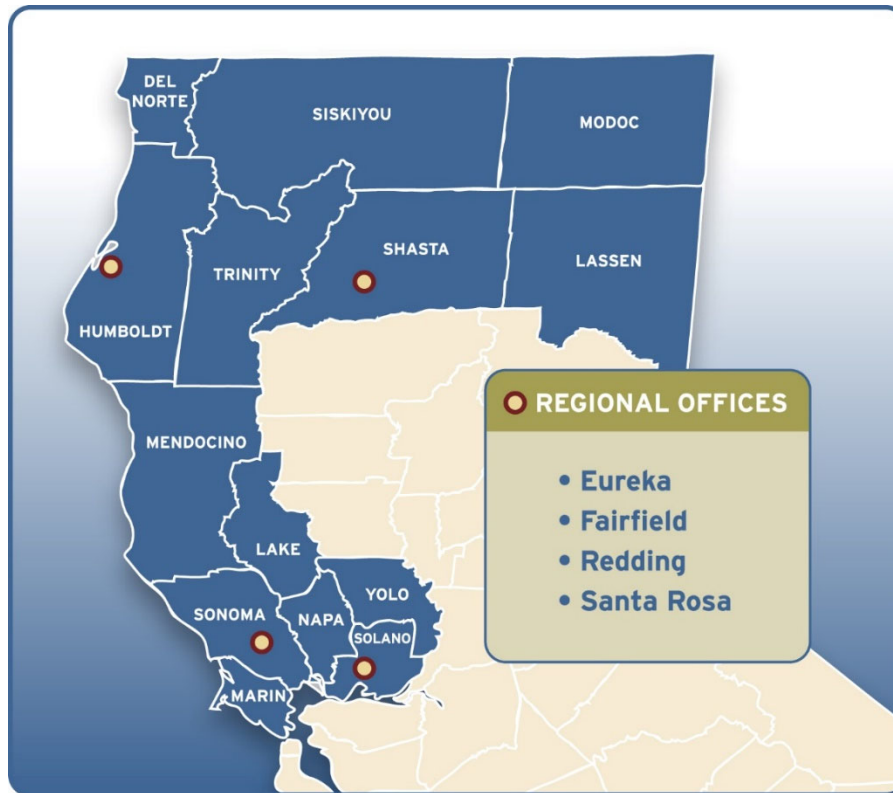 DEL
NORTE
SISKIYOU
MODOC
SHASTA
LASSEN
TRINITY
HUMBOLDT
MENDOCINO
LAKE
YOLO
SONOMA
NAPA
SOLANO
MARIN
REGIONAL OFFICES
• Eureka
• Fairfield
• Redding
• Santa Rosa